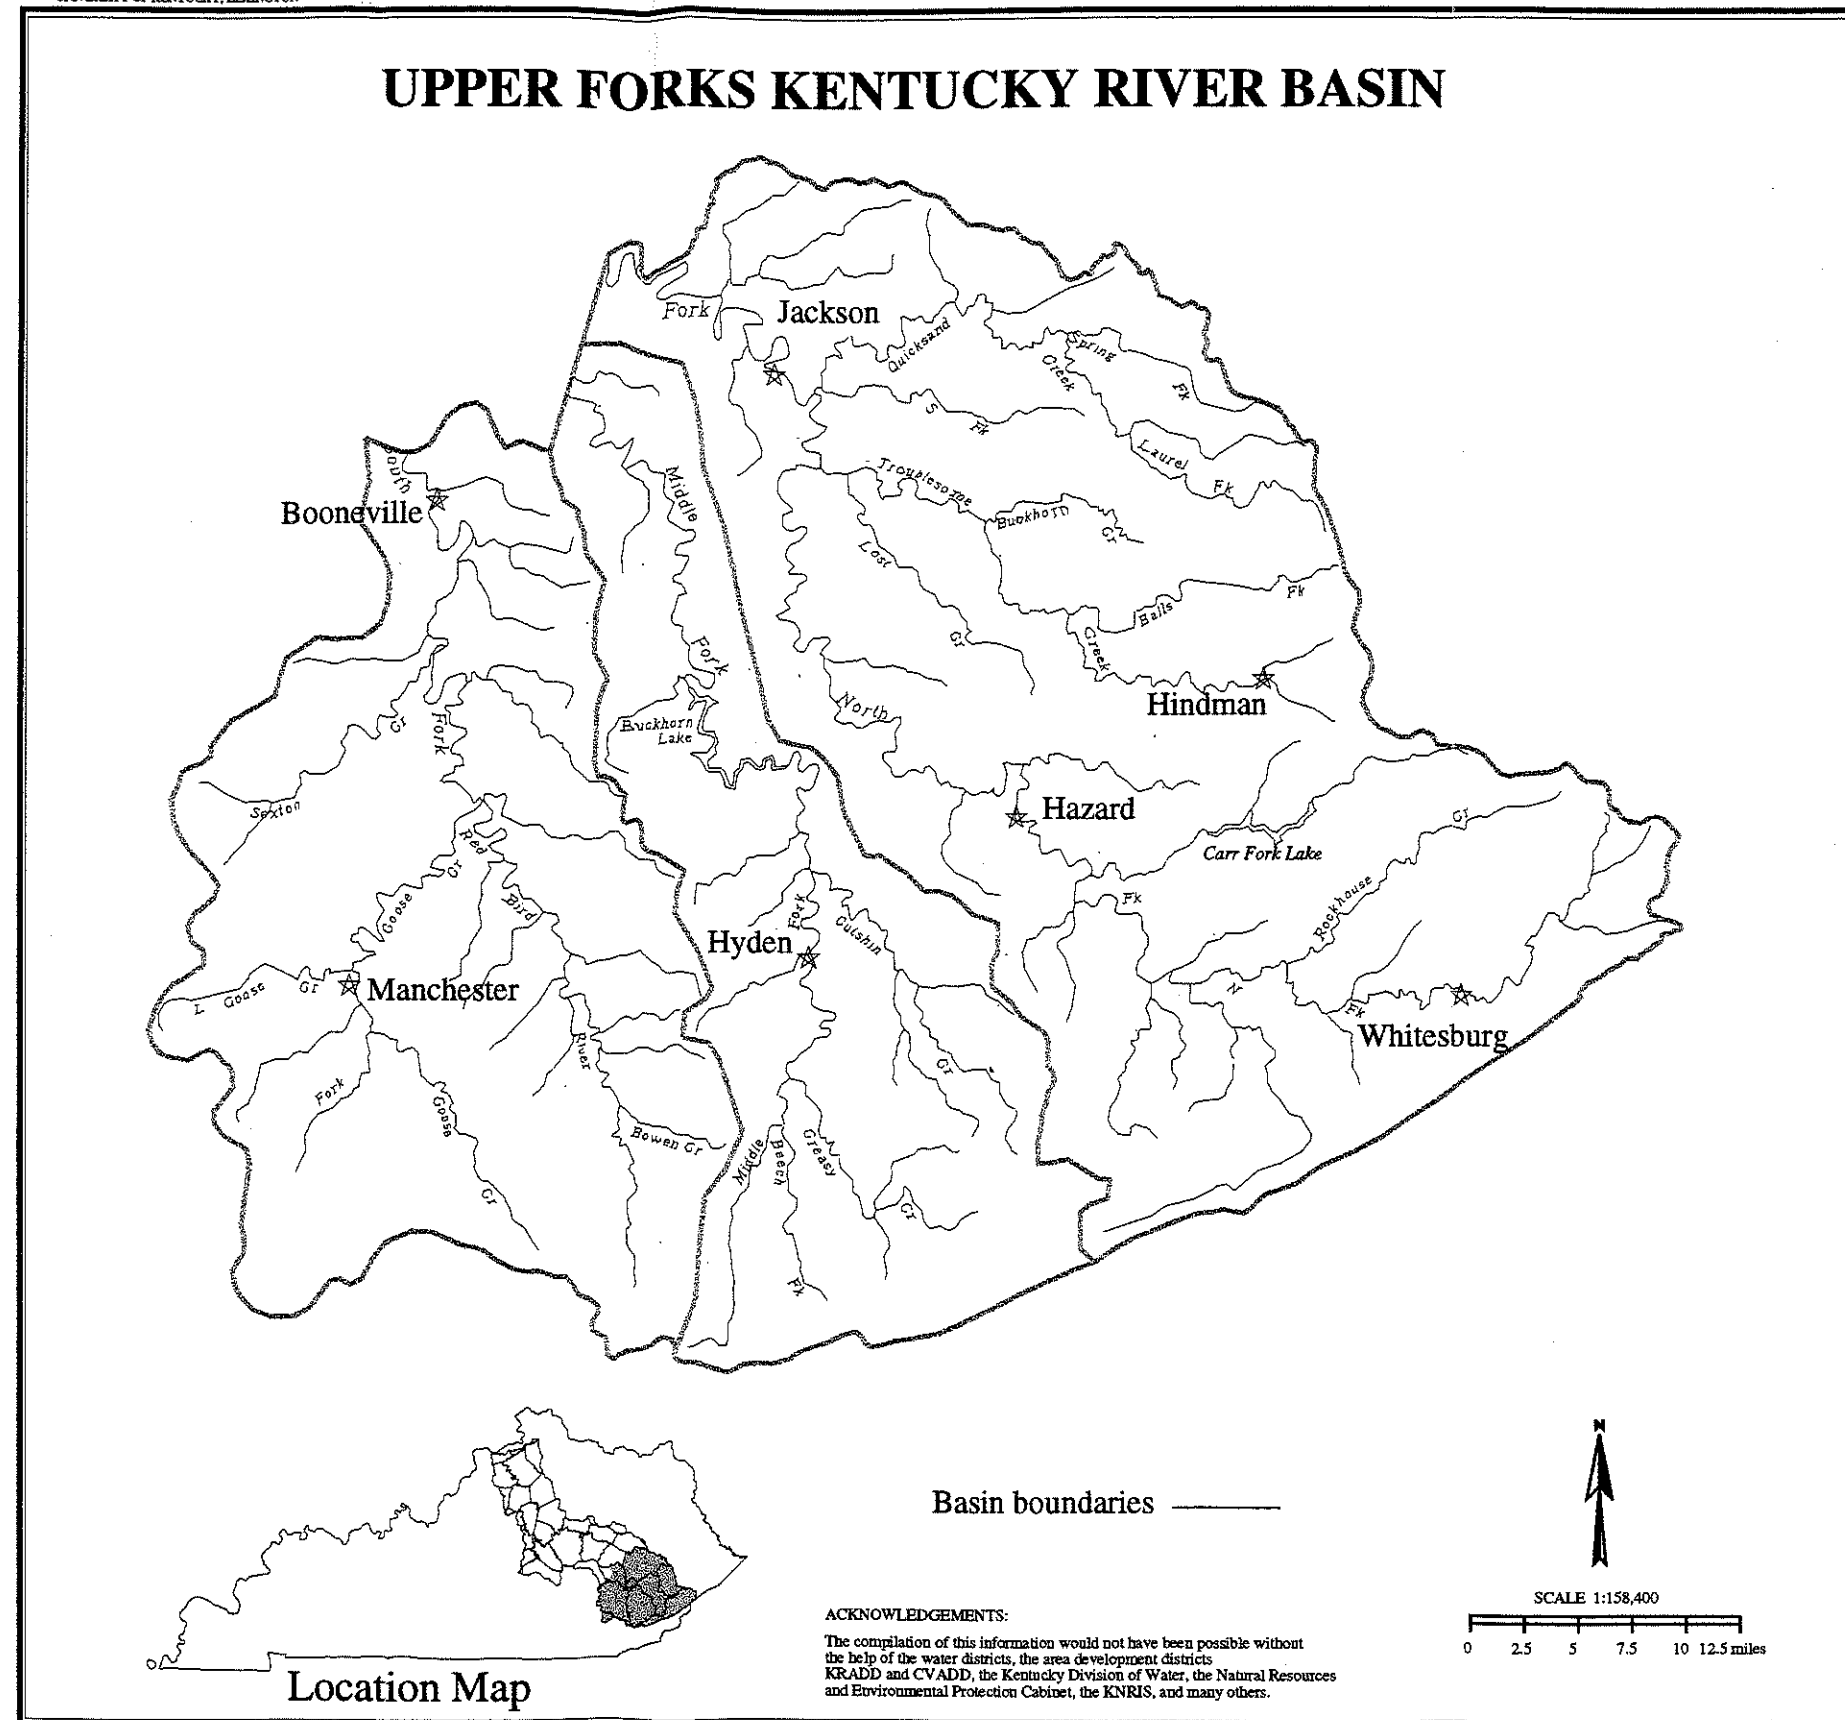 UPPER FORKS KENTUCKY RIVER BASIN
Fork
Jackson
Quicksand
Spring
Creek
Fk
S
Fk
Laurel
Fk
outh
Booneville
Middle
Troublesome
Buckhorn
Cr
Lost
Cr
Balls
Fk
Creek
Hindman
Fork
North
Buckhorn
Lake
Cr
Fork
Sexton
Hazard
Carr Fork Lake
Cr
Rockhouse
Red
Cr
Goose
Bird
Fk
Fork
Cutshin
Hyden
L Goose Cr
Manchester
N
Fk
Whitesburg
River
Cr
Fork
Goose
Cr
Bowen Cr
Middle
Beech
Greasy
Cr
Fk
N
Basin boundaries
SCALE 1:158,400
0 2.5 5 7.5 10 12.5 miles
Location Map
ACKNOWLEDGEMENTS:
The compilation of this information would not have been possible without
the help of the water districts, the area development districts
KRADD and CVADD, the Kentucky Division of Water, the Natural Resources
and Environmental Protection Cabinet, the KNRIS, and many others.